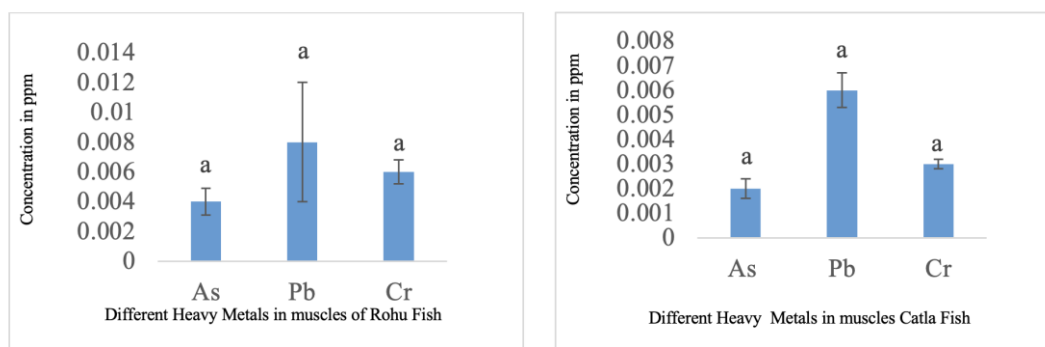 Concentration in ppm
0.014
0.012
0.01
0.008
0.006
0.004
0.002
0
a
a
a
As Pb Cr
Different Heavy Metals in muscles of Rohu Fish
Concentration in ppm
0.008
0.007
0.006
0.005
0.004
0.003
0.002
0.001
0
a
a
a
As Pb Cr
Different Heavy Metals in muscles Catla Fish